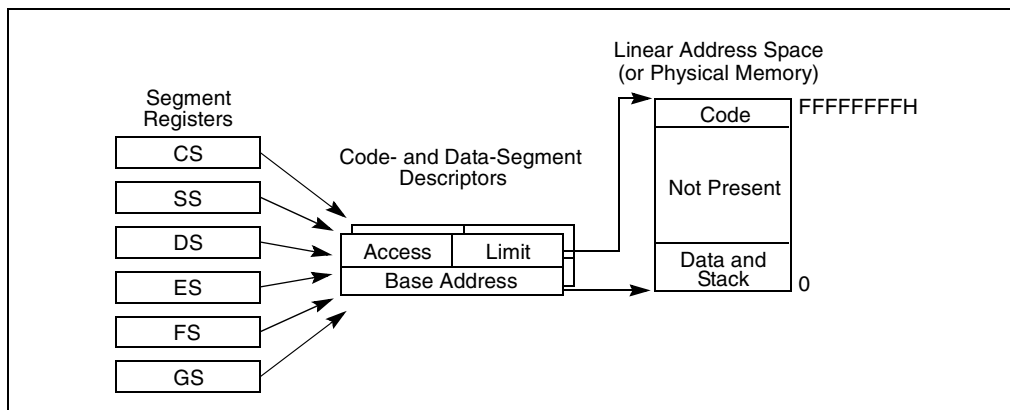 Linear Address Space
(or Physical Memory)
Segment
Registers
CS
SS
DS
ES
FS
GS
Code- and Data-Segment
Descriptors
Access
Limit
Base Address
Code
FFFFFFFFH
Not Present
Data and
Stack
0